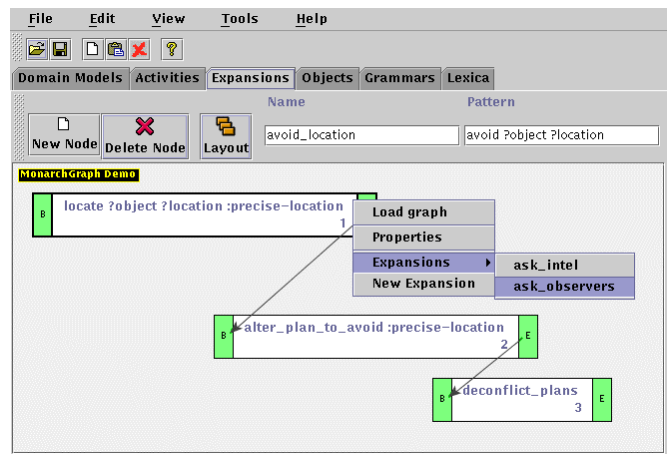 File Edit View Tools Help
Domain Models Activities Expansions Objects Grammars Lexica
Name Pattern
New Node Delete Node Layout avoid_location avoid ?object ?location
MonarchGraph Demo
B locate ?object ?location :precise-location
1
Load graph
Properties
Expansions
New Expansion
ask_intel
ask_observers
B alter_plan_to_avoid :precise-location E
2
B deconflict_plans E
3